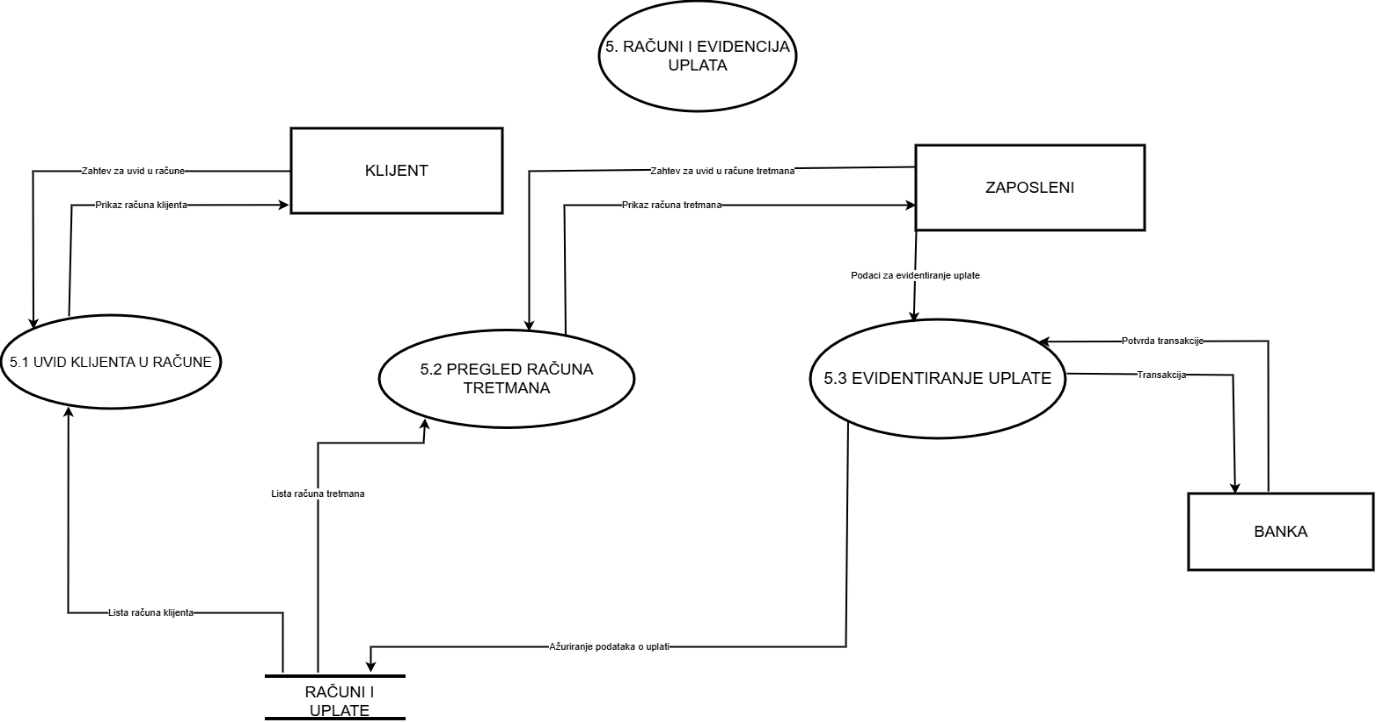 5. RAČUNI I EVIDENCIJA
UPLATA
KLIJENT
ZAPOSLENI
Zahtev za uvid u račune
Zahtev za uvid u račune tretmana
Prikaz računa klijenta
Prikaz računa tretmana
Podaci za evidentiranje uplate
5.1 UVID KLIJENTA U RAČUNE
5.2 PREGLED RAČUNA
TRETMANA
5.3 EVIDENTIRANJE UPLATE
Potvrda transakcije
Transakcija
Lista računa tretmana
BANKA
Lista računa klijenta
Ažuriranje podataka o uplati
RAČUNI I
UPLATE